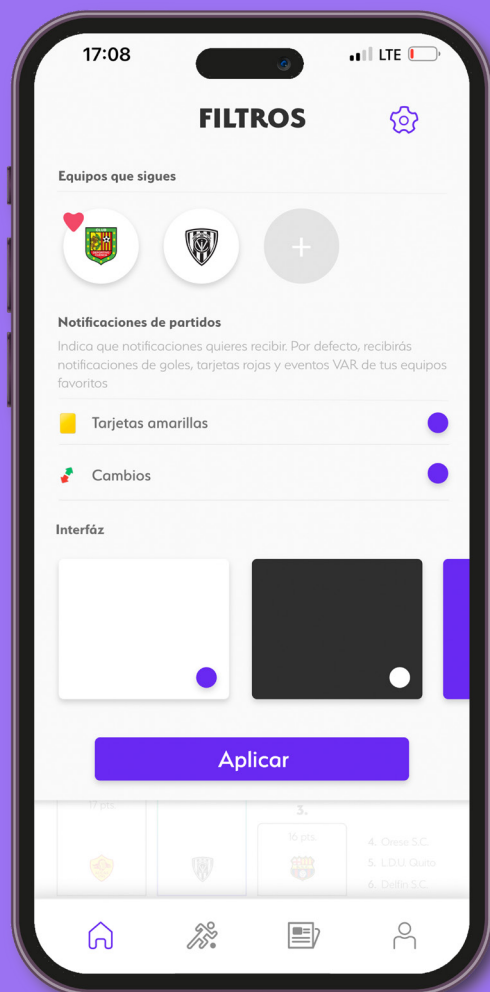 17:08
LTE
FILTROS
Equipos que sigues
+
Notificaciones de partidos
Indica que notificaciones quieres recibir. Por defecto, recibirás
notificaciones de goles, tarjetas rojas y eventos VAR de tus equipos
favoritos
Tarjetas amarillas
Cambios
Interfáz
Aplicar
17 pts.
3.
16 pts.
4. Orense S.C.
5. L.D.U. Quito
6. Delfín S.C.